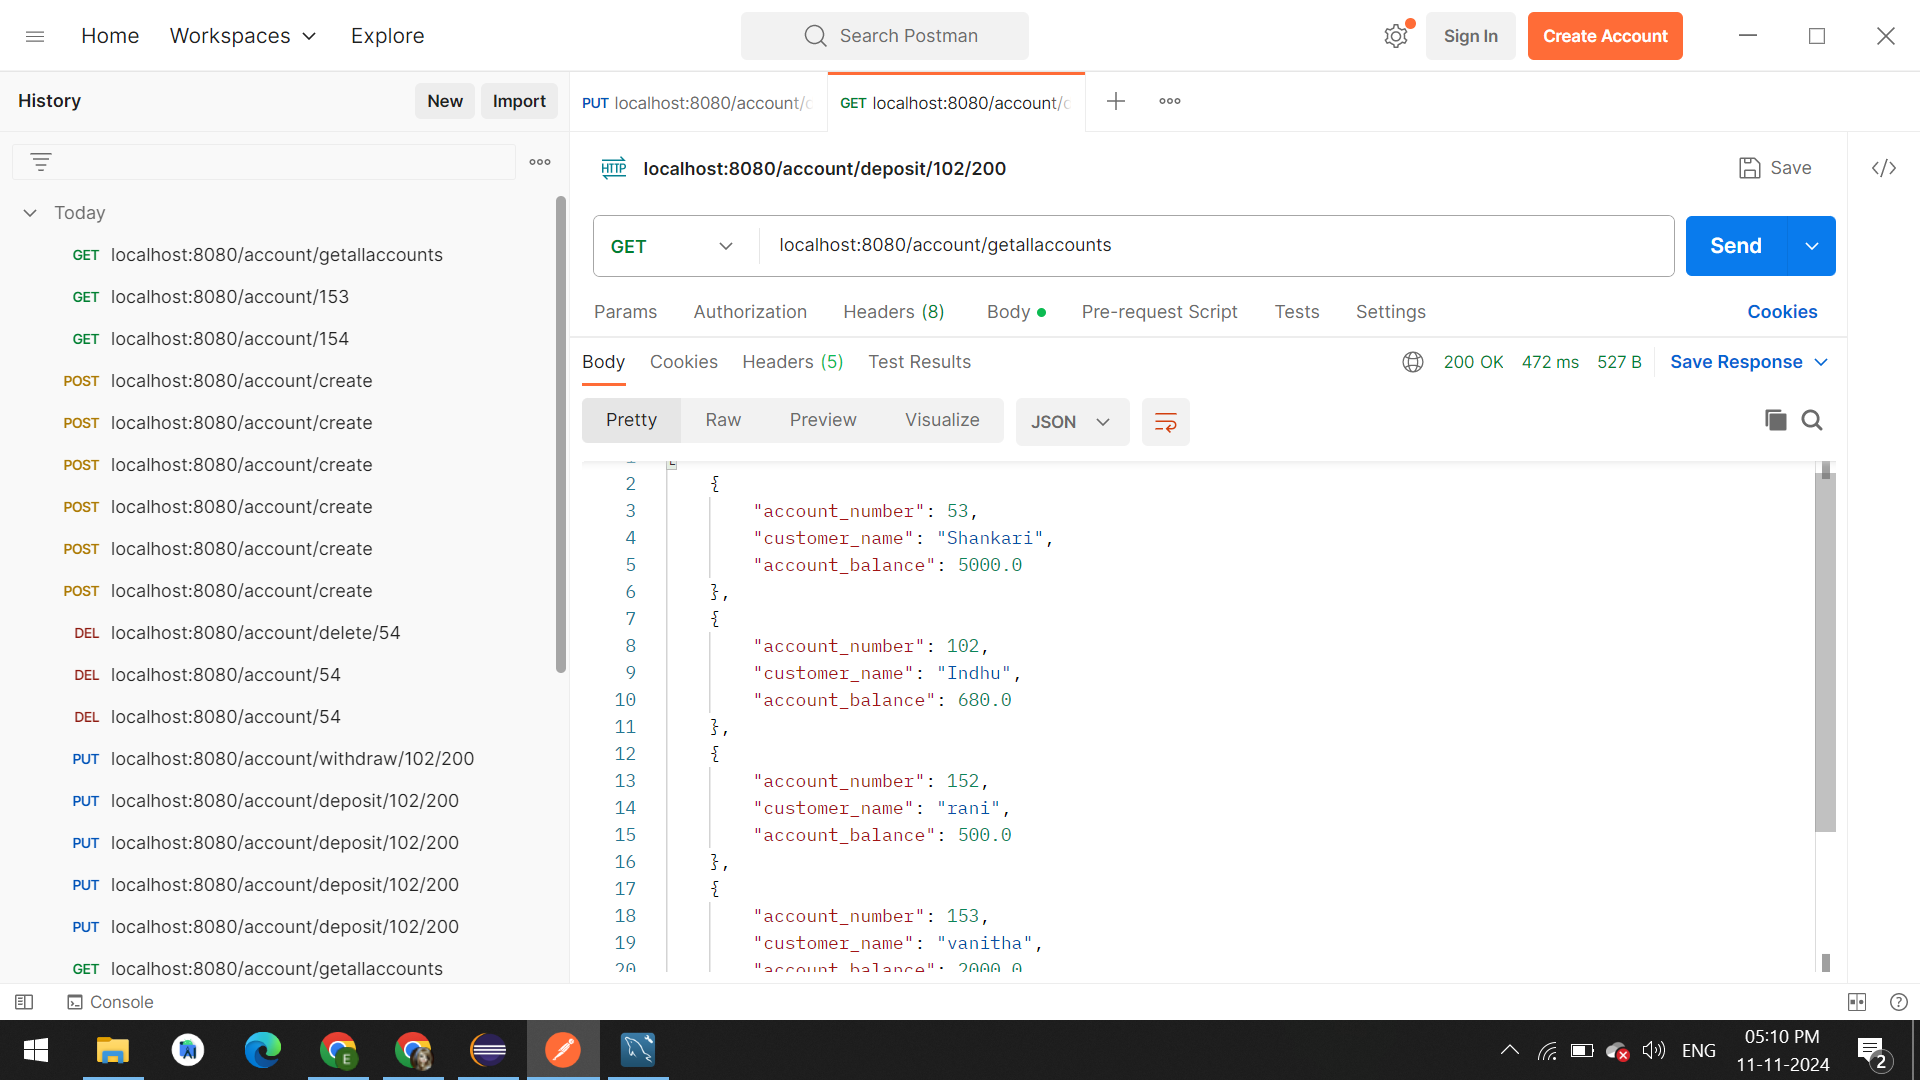 Home Workspaces Explore Search Postman Sign In Create Account
History New Import PUT localhost:8080/account/ GET localhost:8080/account/
HTTP localhost:8080/account/deposit/102/200 Save
GET localhost:8080/account/getallaccounts Send
Params Authorization Headers (8) Body Pre-request Script Tests Settings Cookies
Body Cookies Headers (5) Test Results 200 OK 472 ms 527 B Save Response
Pretty Raw Preview Visualize JSON
Today
GET localhost:8080/account/getallaccounts
GET localhost:8080/account/153
GET localhost:8080/account/154
POST localhost:8080/account/create
POST localhost:8080/account/create
POST localhost:8080/account/create
POST localhost:8080/account/create
POST localhost:8080/account/create
POST localhost:8080/account/create
DEL localhost:8080/account/delete/54
DEL localhost:8080/account/54
DEL localhost:8080/account/54
PUT localhost:8080/account/withdraw/102/200
PUT localhost:8080/account/deposit/102/200
PUT localhost:8080/account/deposit/102/200
PUT localhost:8080/account/deposit/102/200
PUT localhost:8080/account/deposit/102/200
GET localhost:8080/account/getallaccounts
2 {
3 "account_number": 53,
4 "customer_name": "Shankari",
5 "account_balance": 5000.0
6 },
7 {
8 "account_number": 102,
9 "customer_name": "Indhu",
10 "account_balance": 680.0
11 },
12 {
13 "account_number": 152,
14 "customer_name": "rani",
15 "account_balance": 500.0
16 },
17 {
18 "account_number": 153,
19 "customer_name": "vanitha",
20 "account_balance": 2000.0
Console
E
ENG 05:10 PM
11-11-2024
2